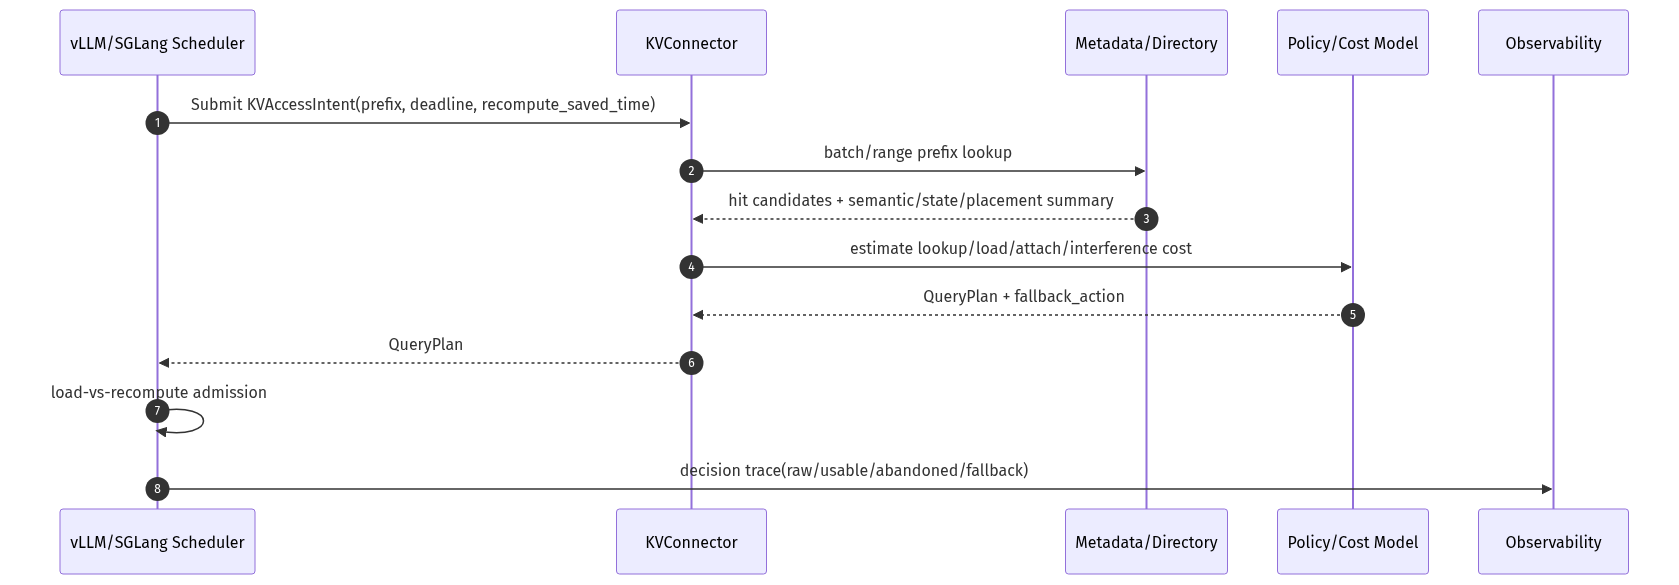 vLLM/SGLang Scheduler
KVConnector
Metadata/Directory
Policy/Cost Model
Observability
Submit KVAccessIntent(prefix, deadline, recompute_saved_time)
1
batch/range prefix lookup
2
hit candidates + semantic/state/placement summary
3
estimate lookup/load/attach/interference cost
4
QueryPlan + fallback_action
5
QueryPlan
6
load-vs-recompute admission
7
decision trace(raw/usable/abandoned/fallback)
8
vLLM/SGLang Scheduler
KVConnector
Metadata/Directory
Policy/Cost Model
Observability